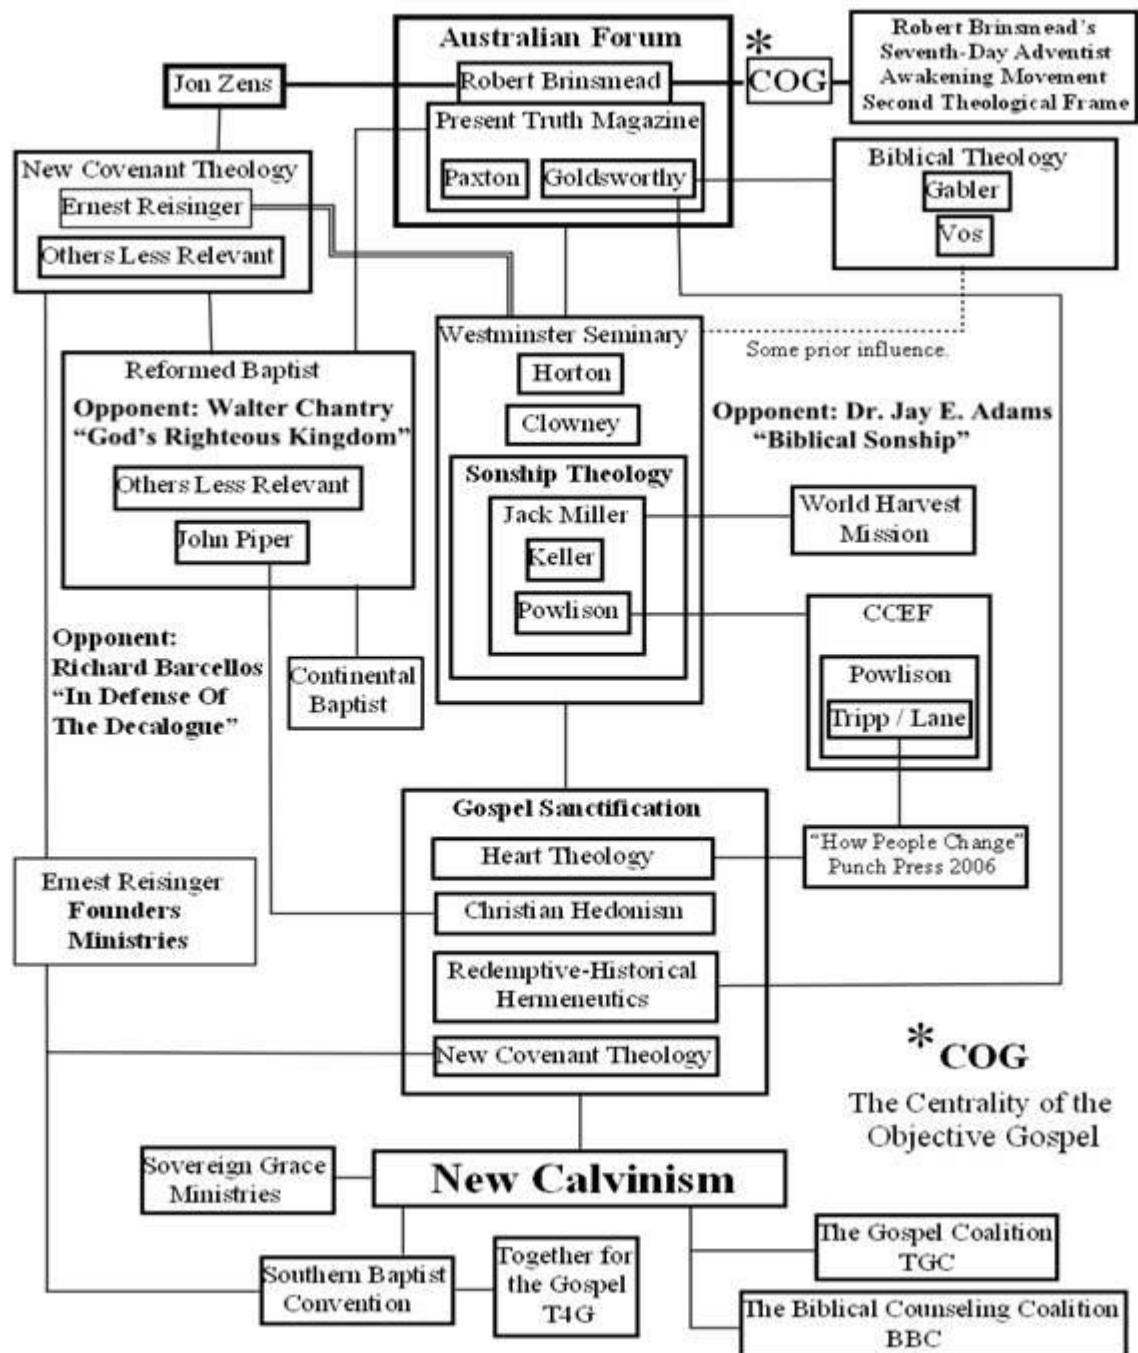 Australian Forum
Robert Brinsmead
Present Truth Magazine
Paxton
Goldsworthy
Jon Zens
*
COG
Robert Brinsmead's
Seventh-Day Adventist
Awakening Movement
Second Theological Frame
New Covenant Theology
Ernest Reisinger
Others Less Relevant
Biblical Theology
Gabler
Vos
Some prior influence.
Reformed Baptist
Opponent: Walter Chantry
“God's Righteous Kingdom”
Others Less Relevant
John Piper
Westminster Seminary
Horton
Clowney
Sonship Theology
Jack Miller
Keller
Powlison
Opponent: Dr. Jay E. Adams
“Biblical Sonship”
World Harvest
Mission
CCEF
Powlison
Tripp / Lane
Opponent:
Richard Barcellos
“In Defense Of
The Decalogue”
Continental
Baptist
Gospel Sanctification
Heart Theology
Christian Hedonism
Redemptive-Historical
Hermeneutics
New Covenant Theology
“How People Change”
Punch Press 2006
Ernest Reisinger
Founders
Ministries
*COG
The Centrality of the
Objective Gospel
Sovereign Grace
Ministries
New Calvinism
Southern Baptist
Convention
Together for
the Gospel
T4G
The Gospel Coalition
TGC
The Biblical Counseling Coalition
BBC